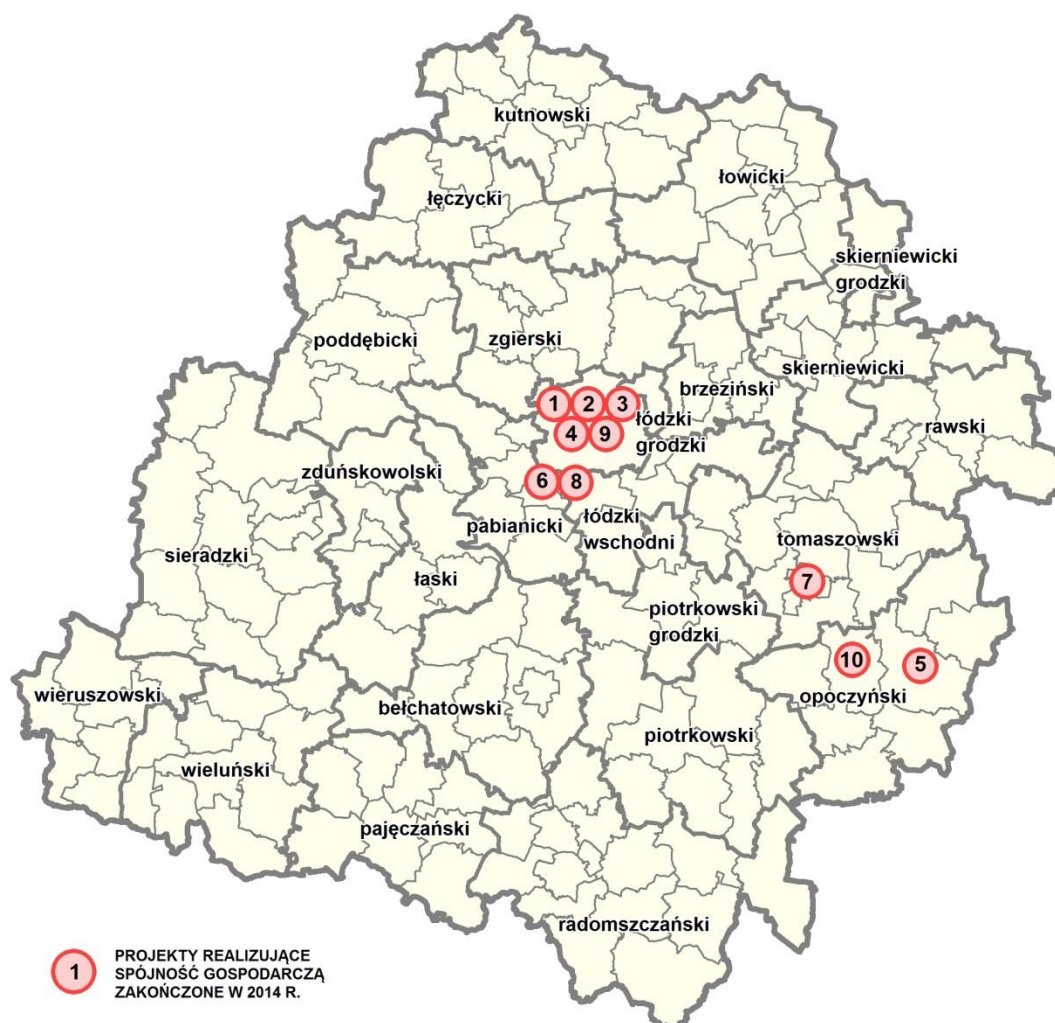 kutnowski
łowicki
łęczycki
skierniewicki
grodzki
poddębicki
zgierski
skierniewicki
brzeziński
1 2 3
łódzki
grodzki
4 9
rawski
zduńskowolski
6 8
pabianicki
łódzki
wschodni
tomaszowski
sieradzki
łaski
7
piotrkowski
grodzki
10 5
wieruszowski
opoczyński
bełchatowski
piotrkowski
wieluński
pajęczański
radomszczański
1
PROJEKTY REALIZUJĄCE
SPÓJNOŚĆ GOSPODARCZĄ
ZAKOŃCZONE W 2014 R.